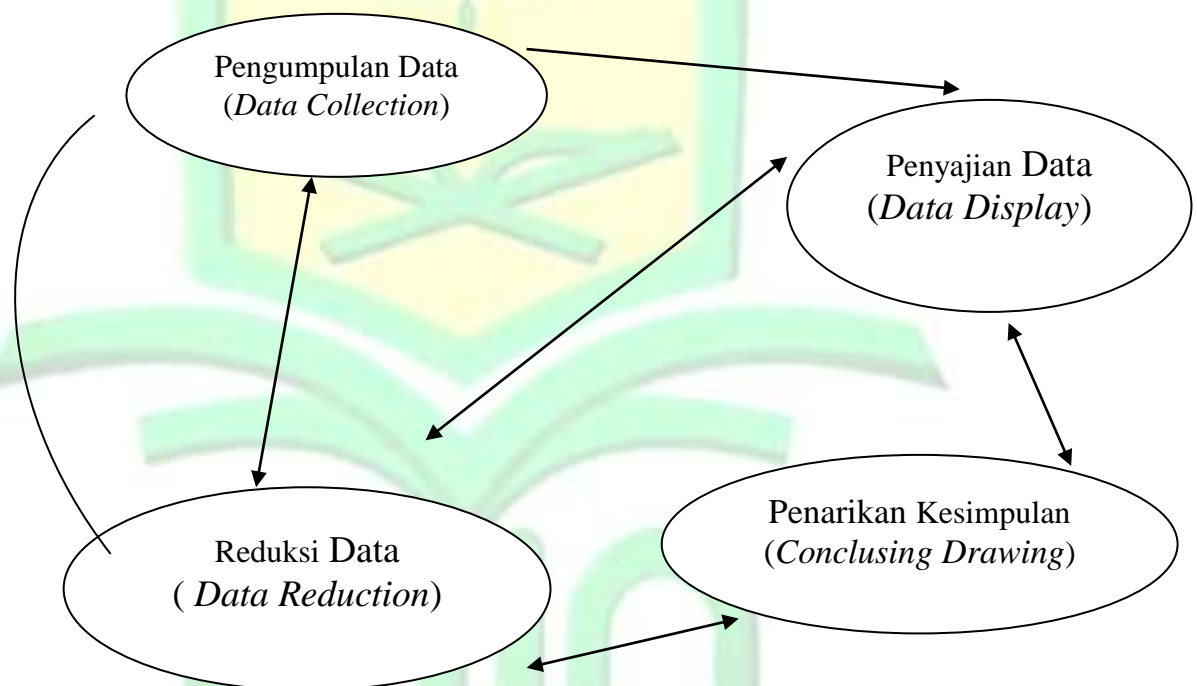 Pengumpulan Data
(Data Collection)
Penyajian Data
(Data Display)
Penarikan Kesimpulan
(Conclusing Drawing)
Reduksi Data
( Data Reduction)